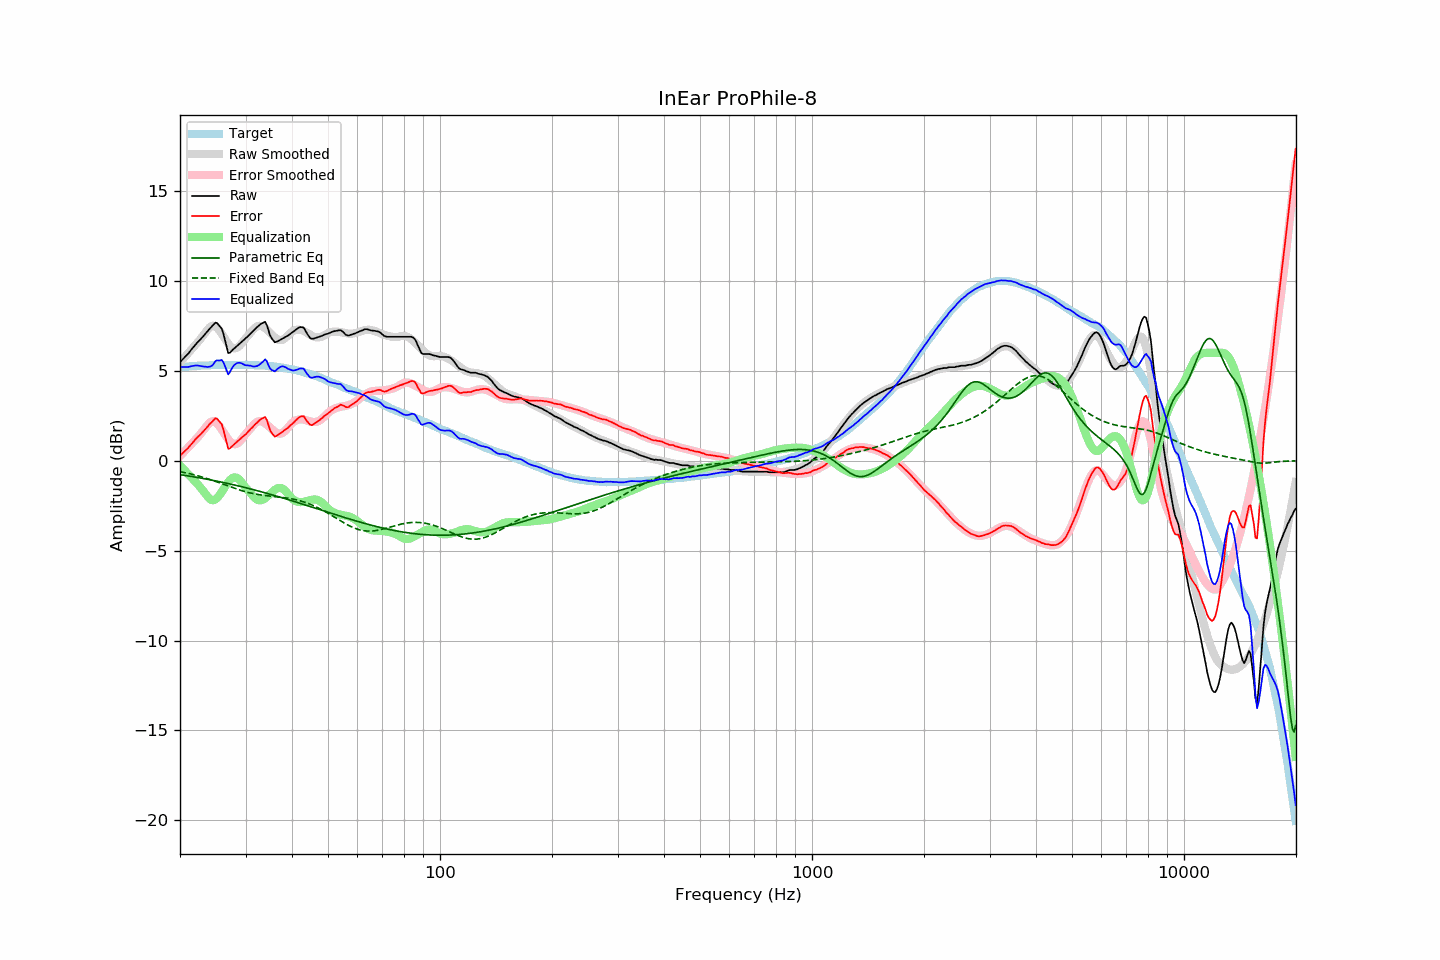 InEar ProPhile-8
Target
Raw Smoothed
Error Smoothed
Raw
Error
Equalization
Parametric Eq
Fixed Band Eq
Equalized
15
10
5
0
−5
−10
−15
−20
Amplitude (dBr)
100
1000
10000
Frequency (Hz)